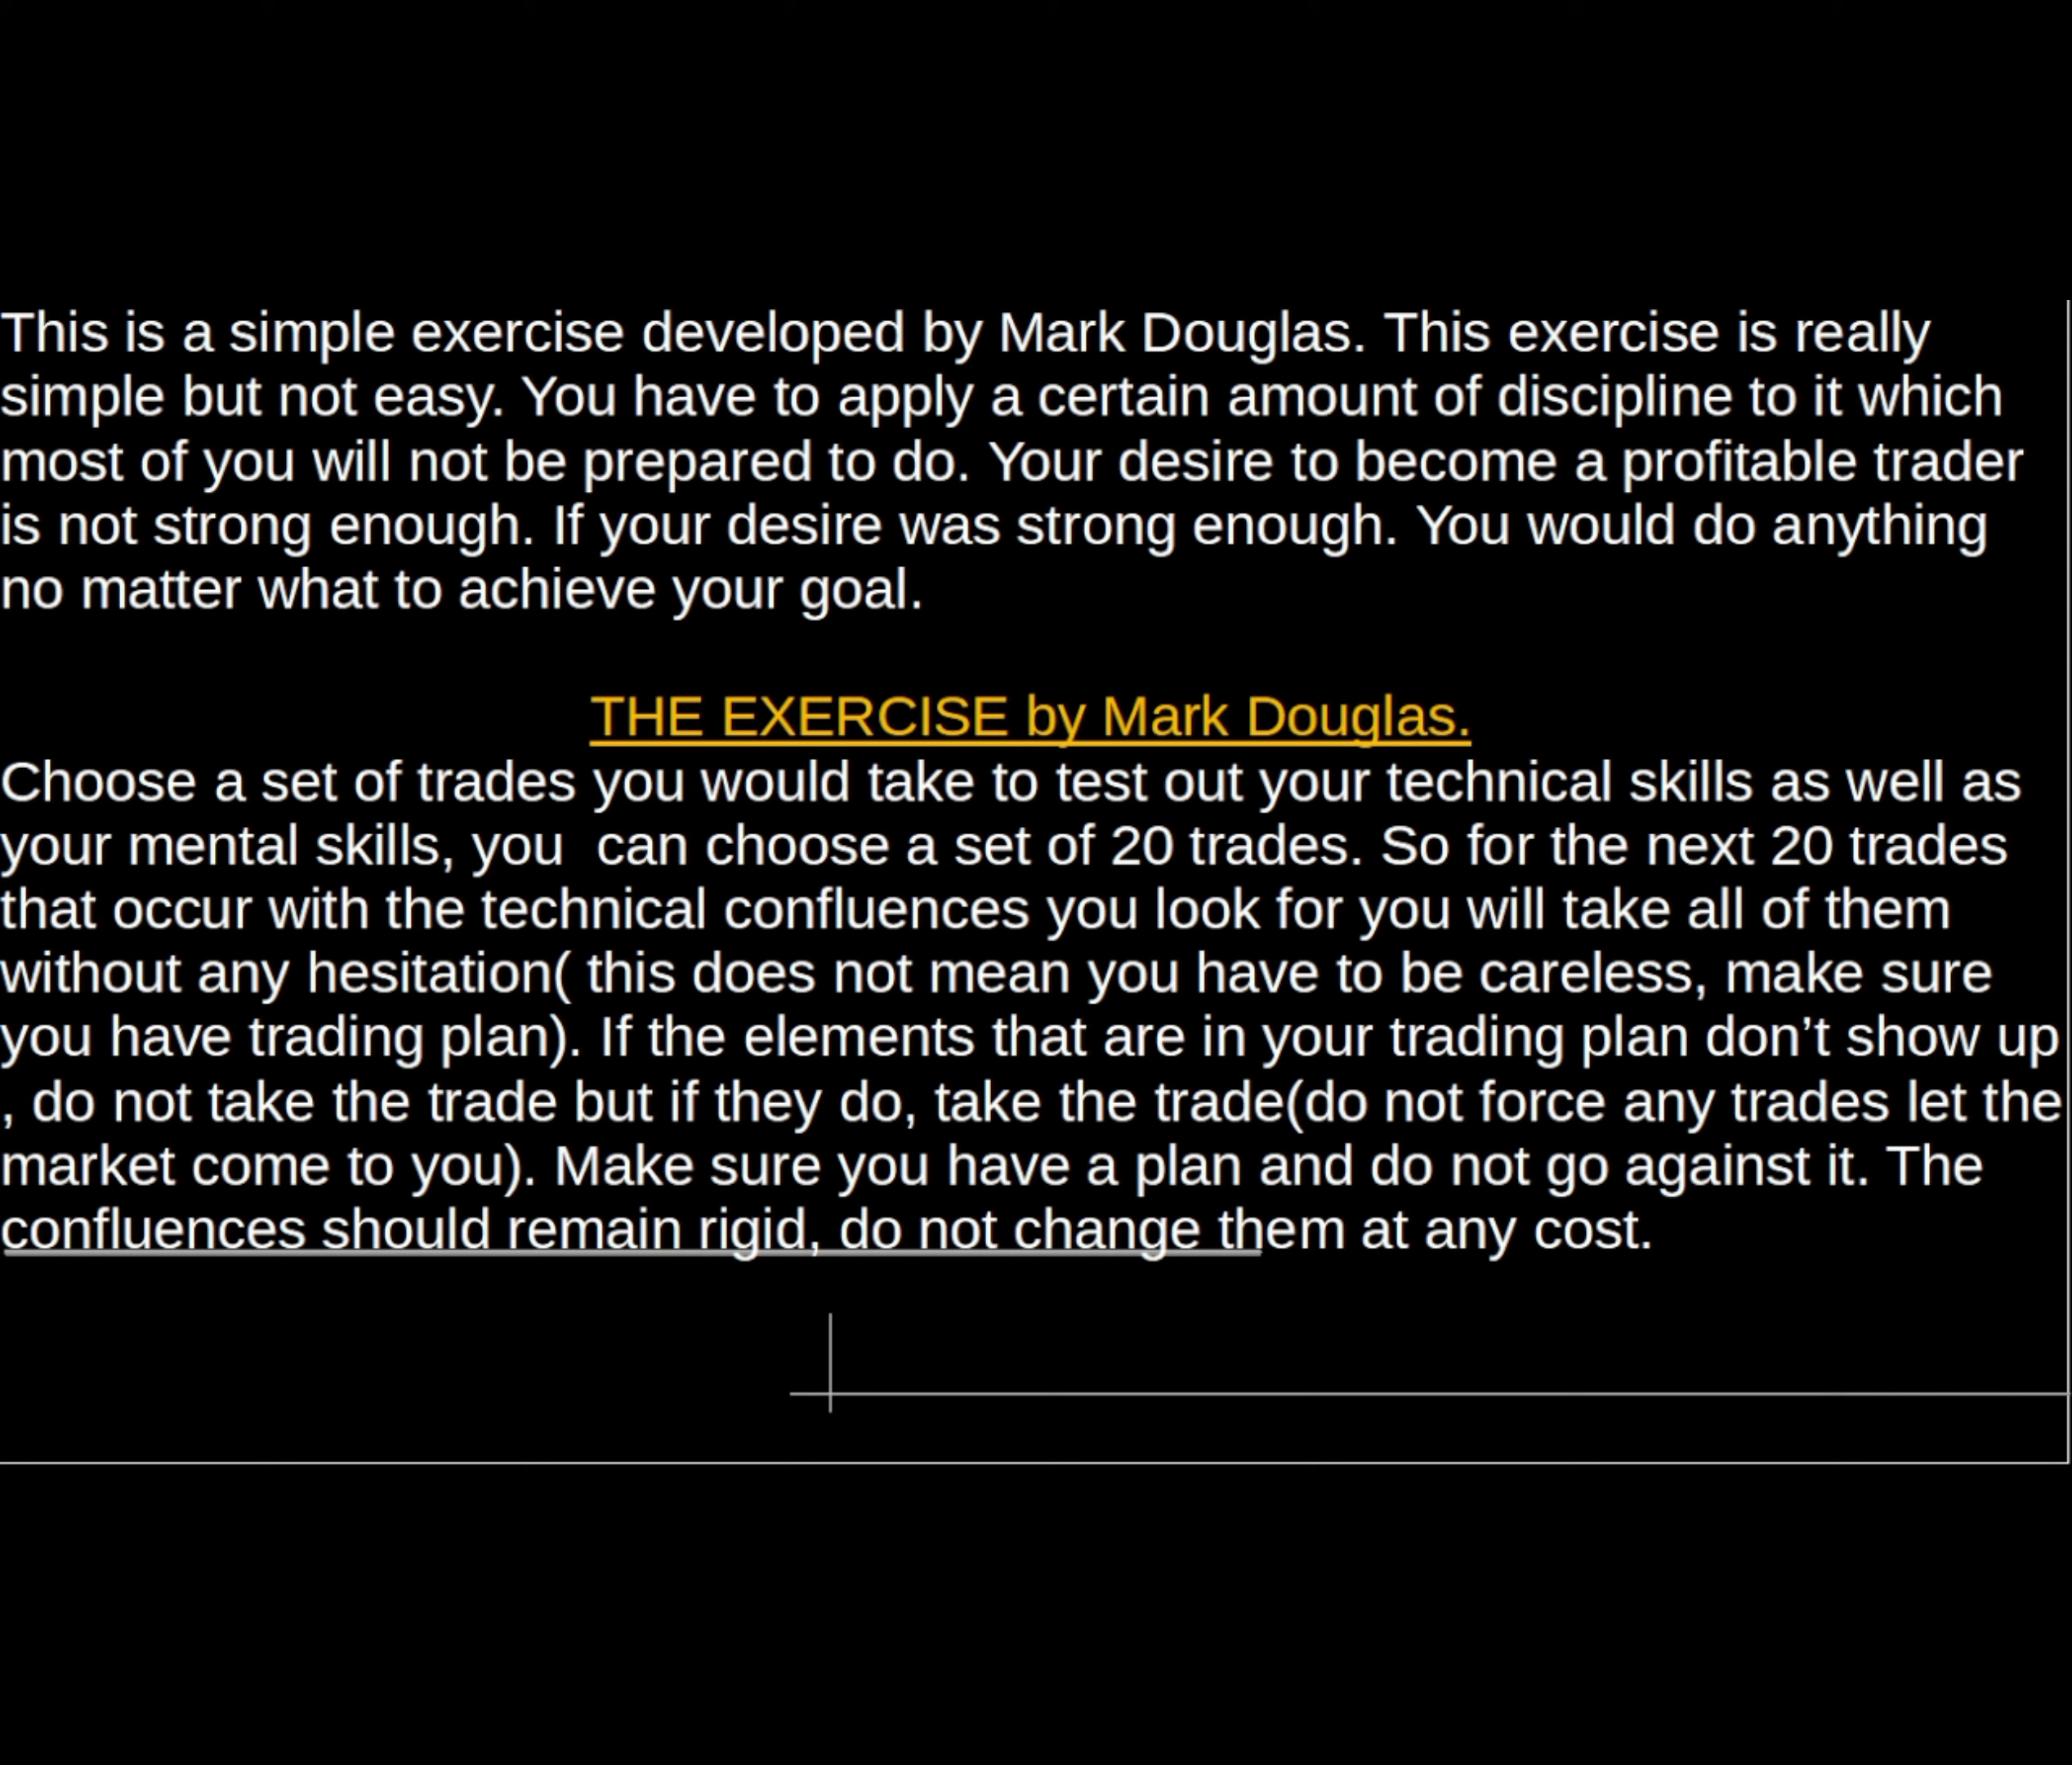 This is a simple exercise developed by Mark Douglas. This exercise is really
simple but not easy. You have to apply a certain amount of discipline to it which
most of you will not be prepared to do. Your desire to become a profitable trader
is not strong enough. If your desire was strong enough. You would do anything
no matter what to achieve your goal.
THE EXERCISE by Mark Douglas.
Choose a set of trades you would take to test out your technical skills as well as
your mental skills, you  can choose a set of 20 trades. So for the next 20 trades
that occur with the technical confluences you look for you will take all of them
without any hesitation( this does not mean you have to be careless, make sure
you have trading plan). If the elements that are in your trading plan don’t show up
, do not take the trade but if they do, take the trade(do not force any trades let the
market come to you). Make sure you have a plan and do not go against it. The
confluences should remain rigid, do not change them at any cost.